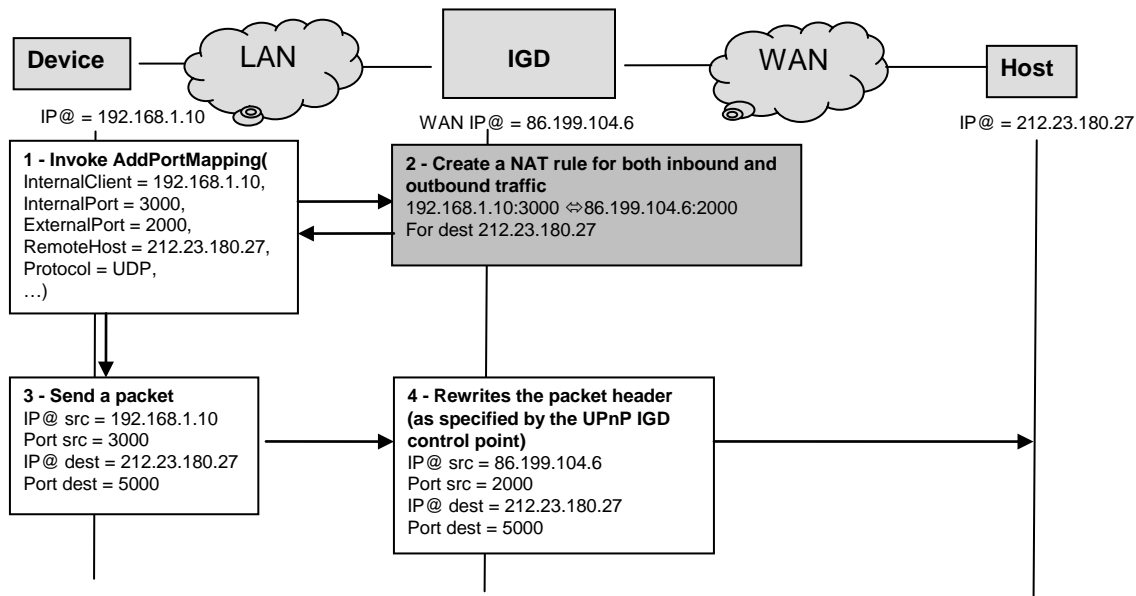 Device
LAN
IGD
WAN
Host
IP@ = 192.168.1.10
WAN IP@ = 86.199.104.6
IP@ = 212.23.180.27
1 - Invoke AddPortMapping(
InternalClient = 192.168.1.10,
InternalPort = 3000,
ExternalPort = 2000,
RemoteHost = 212.23.180.27,
Protocol = UDP,
…)
2 - Create a NAT rule for both inbound and
outbound traffic
192.168.1.10:3000 ⇔86.199.104.6:2000
For dest 212.23.180.27
3 - Send a packet
IP@ src = 192.168.1.10
Port src = 3000
IP@ dest = 212.23.180.27
Port dest = 5000
4 - Rewrites the packet header
(as specified by the UPnP IGD
control point)
IP@ src = 86.199.104.6
Port src = 2000
IP@ dest = 212.23.180.27
Port dest = 5000